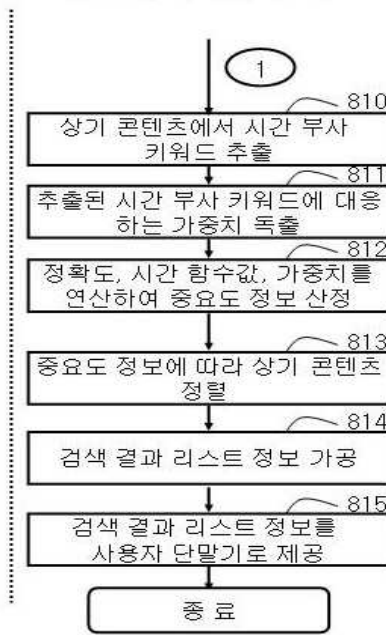 1
810
상기 콘텐츠에서 시간 부사
키워드 추출
811
추출된 시간 부사 키워드에 대응
하는 가중치 독출
812
정확도, 시간 함수값, 가중치를
연산하여 중요도 정보 산정
813
중요도 정보에 따라 상기 콘텐츠
정렬
814
검색 결과 리스트 정보 가공
815
검색 결과 리스트 정보를
사용자 단말기로 제공
종 료